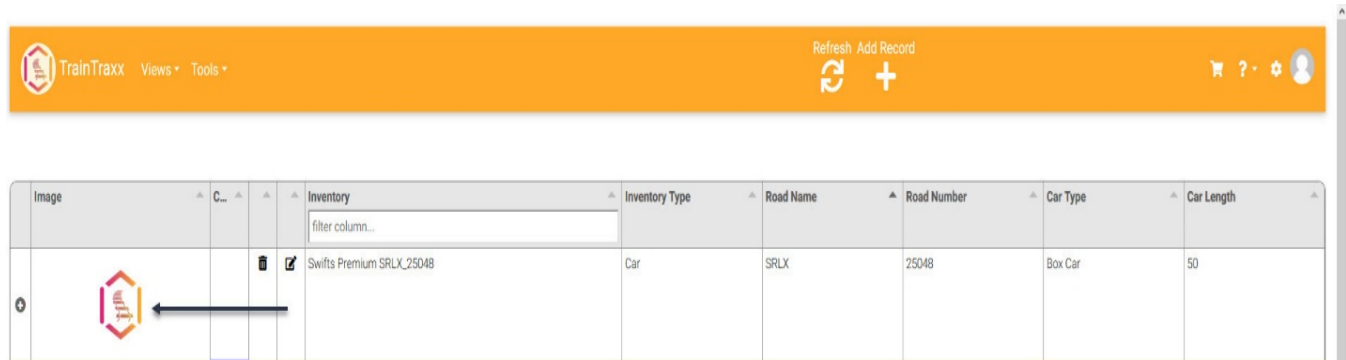 Refresh Add Record
TrainTraxx Views Tools ?
Image C... Inventory Inventory Type Road Name Road Number Car Type Car Length
filter column...
Swifts Premium SRLX_25048 Car SRLX 25048 Box Car 50